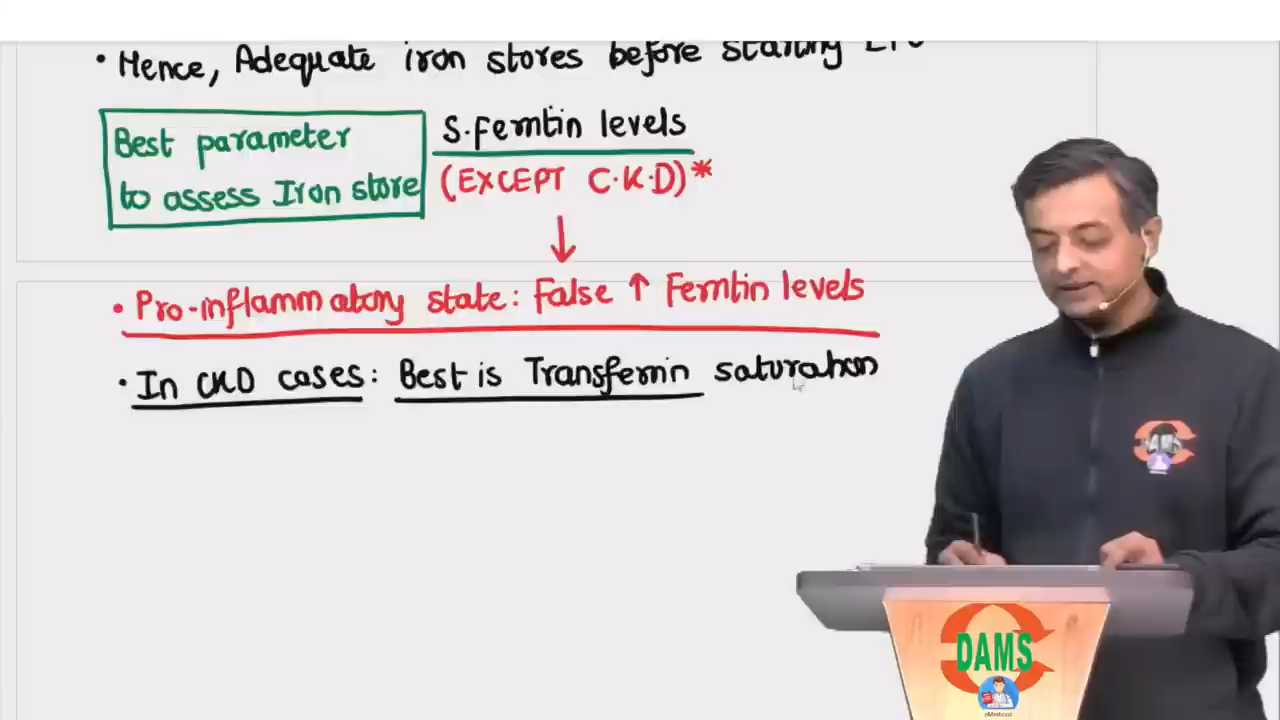 • Hence, Adequate iron stores before starting EPO
Best parameter
to assess Iron store
S.Ferritin levels
(EXCEPT C.K.D)*
• Pro-inflammatory state: False ↑ Ferritin levels
• In CKD cases: Best is Transferrin saturation
DAMS